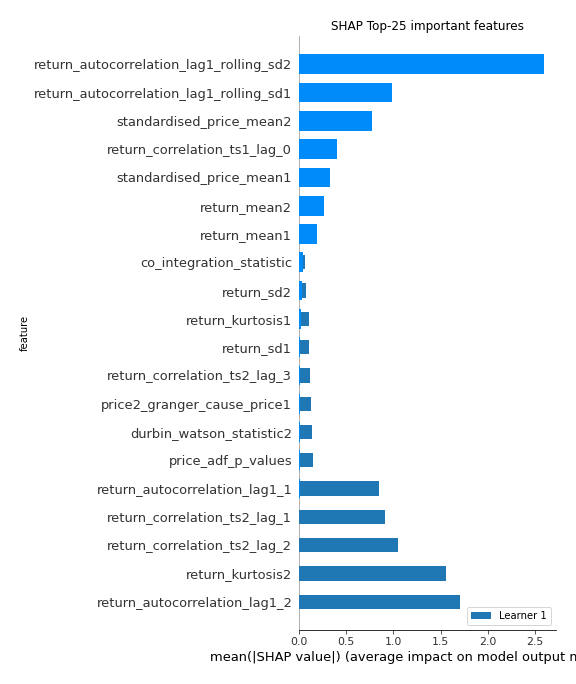 SHAP Top-25 important features
return_autocorrelation_lag1_rolling_sd2
return_autocorrelation_lag1_rolling_sd1
standardised_price_mean2
return_correlation_ts1_lag_0
standardised_price_mean1
return_mean2
return_mean1
co_integration_statistic
return_sd2
return_kurtosis1
return_sd1
return_correlation_ts2_lag_3
price2_granger_cause_price1
durbin_watson_statistic2
price_adf_p_values
return_autocorrelation_lag1_1
return_correlation_ts2_lag_1
return_correlation_ts2_lag_2
return_kurtosis2
return_autocorrelation_lag1_2
feature
Learner 1
0.0 0.5 1.0 1.5 2.0 2.5
mean(|SHAP value|) (average impact on model output